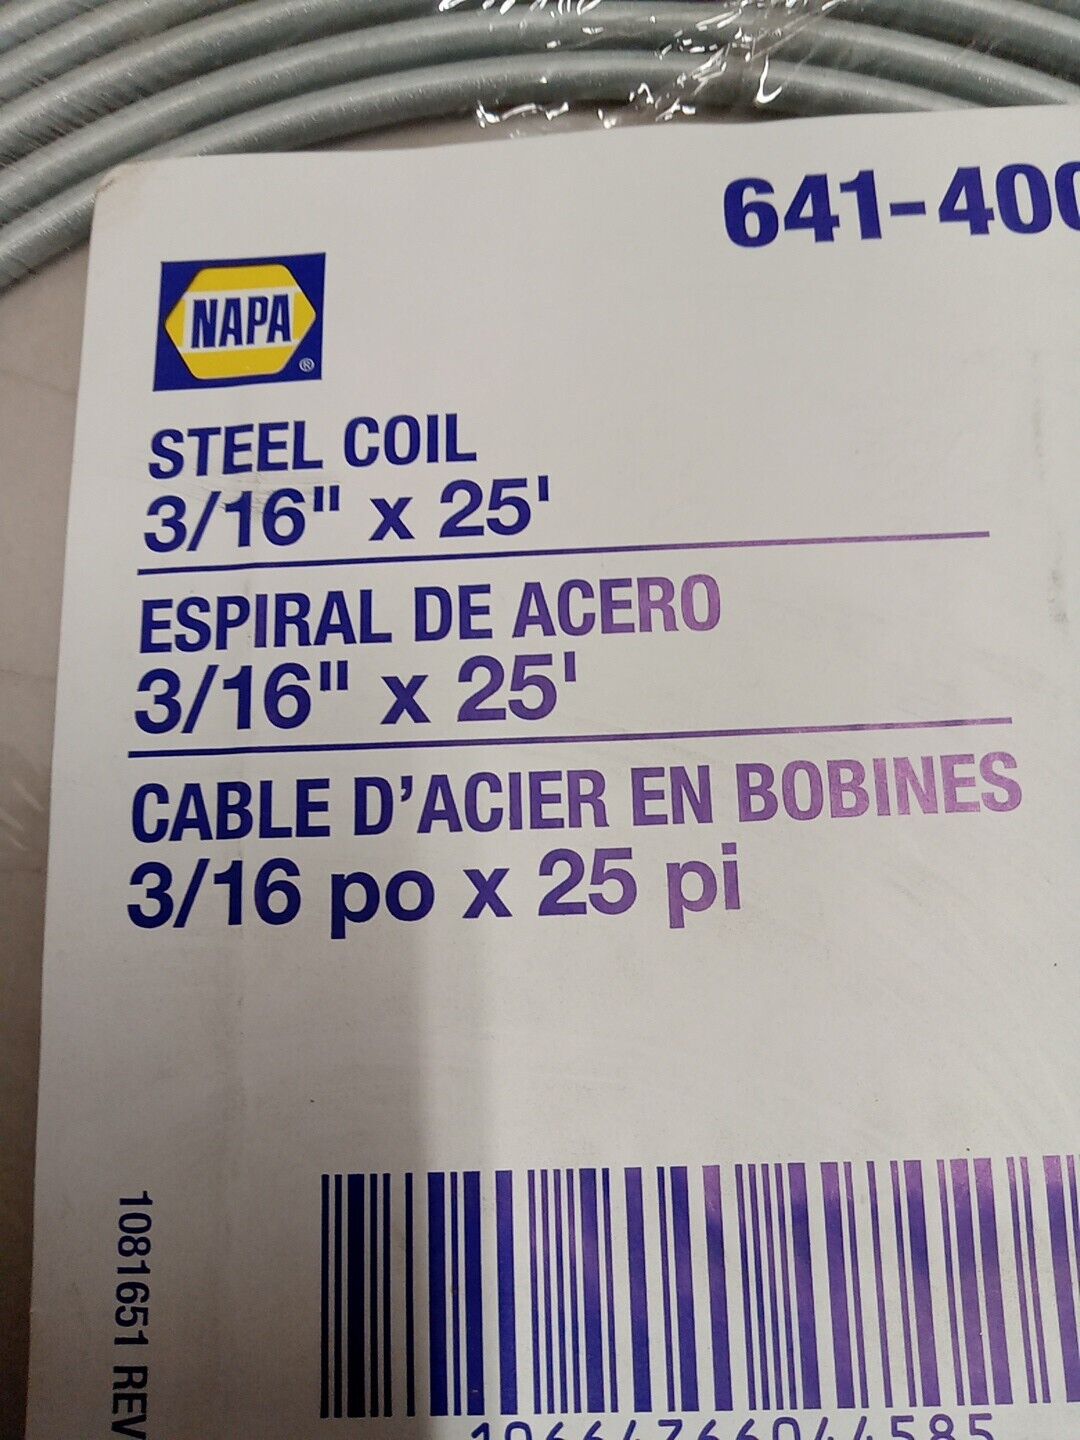 641-400
NAPA
®
STEEL COIL
3/16" x 25'
ESPIRAL DE ACERO
3/16" x 25'
CABLE D'ACIER EN BOBINES
3/16 po x 25 pi
1081651 REV